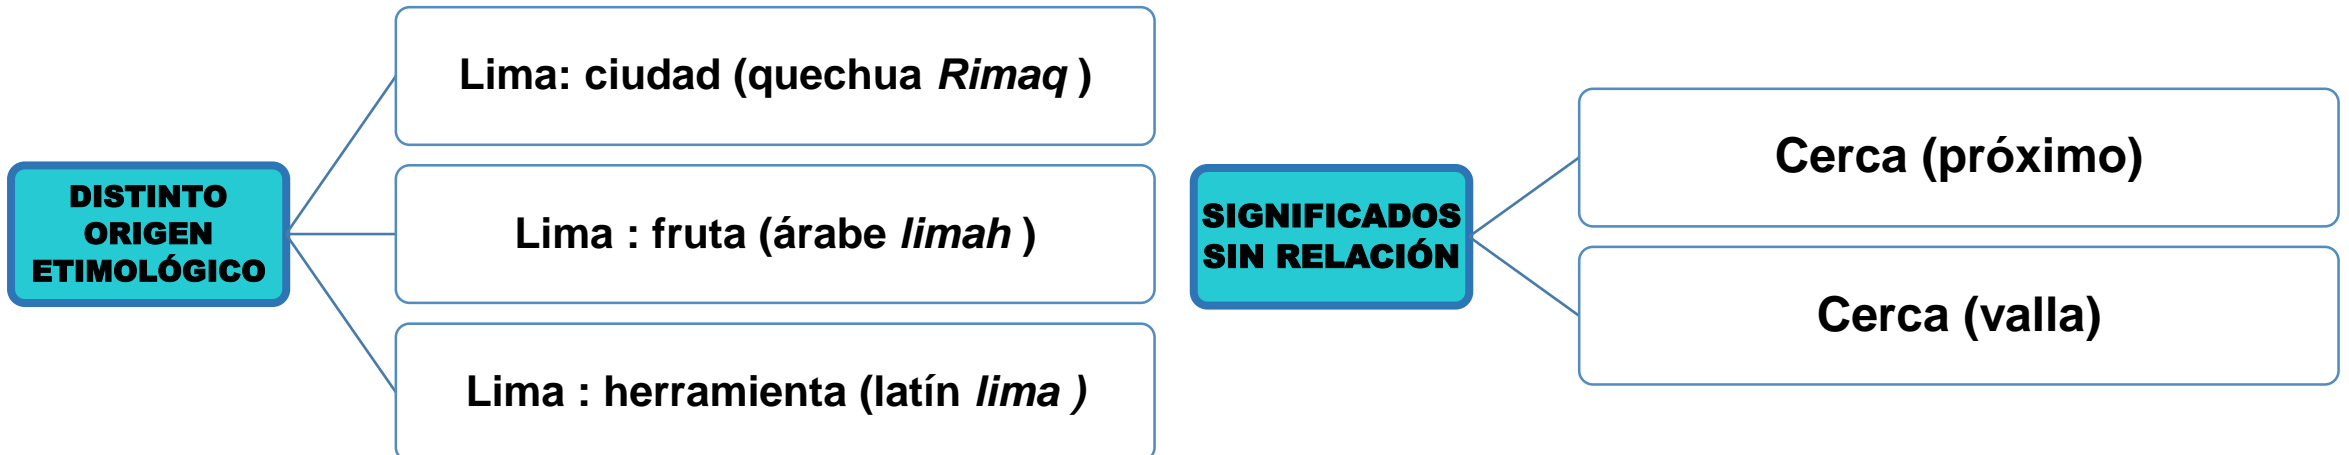 DISTINTO
ORIGEN
ETIMOLÓGICO
Lima: ciudad (quechua Rimaq )
Lima : fruta (árabe limah )
Lima : herramienta (latín lima )
SIGNIFICADOS
SIN RELACIÓN
Cerca (próximo)
Cerca (valla)